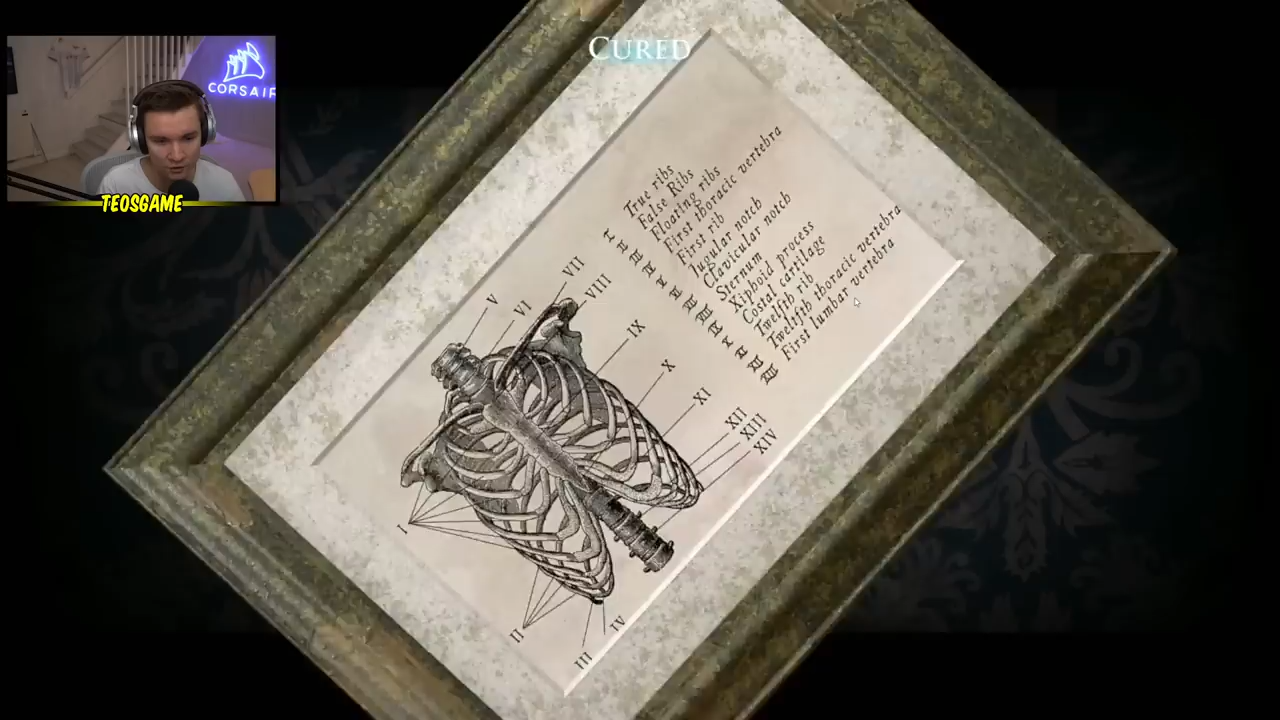 CURED
CORSAIR
TEOSGAME
True ribs
False Ribs
Floating ribs
First thoracic vertebra
First rib
Iugular notch
Clavicular notch
Sternum
Xiphoid process
Costal cartilage
Twelfth rib
Twelfth thoracic vertebra
First lumbar vertebra
V
VI
VII
VIII
IX
X
XI
XII
XIII
XIV
I
II
III
IV